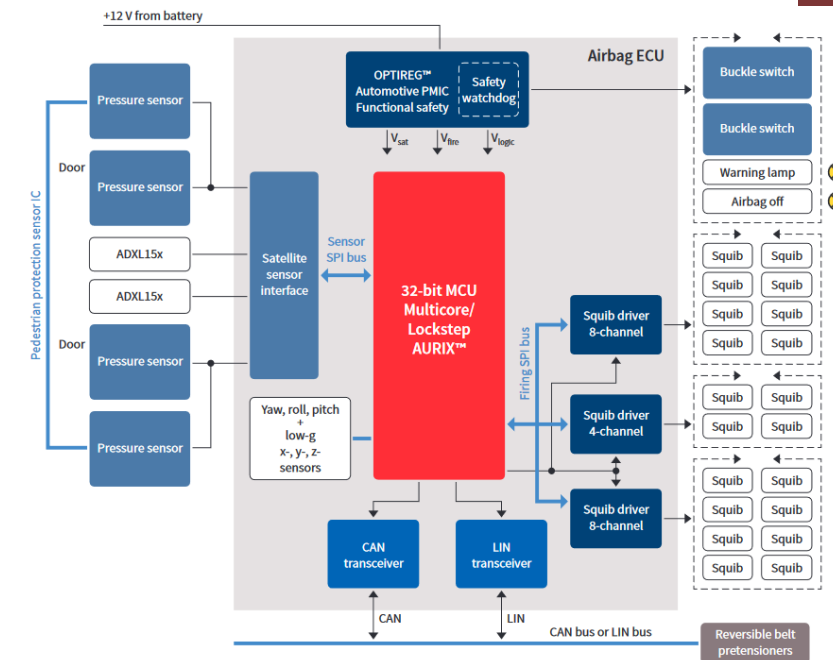 +12 V from battery
Airbag ECU
OPTIREG™
Automotive PMIC
Functional safety
Safety
watchdog
Vsat
Vfire
Vlogic
Buckle switch
Buckle switch
Warning lamp
Airbag off
Pedestrian protection sensor IC
Pressure sensor
Door
Pressure sensor
ADXL15x
ADXL15x
Door
Pressure sensor
Pressure sensor
Satellite
sensor
interface
Sensor
SPI bus
32-bit MCU
Multicore/
Lockstep
AURIX™
Yaw, roll, pitch
+
low-g
x-, y-, z-
sensors
Firing SPI bus
Squib driver
8-channel
Squib driver
4-channel
Squib driver
8-channel
Squib Squib
Squib Squib
Squib Squib
Squib Squib
Squib Squib
Squib Squib
Squib Squib
Squib Squib
Squib Squib
Squib Squib
CAN
transceiver
LIN
transceiver
CAN
LIN
CAN bus or LIN bus
Reversible belt
pretensioners